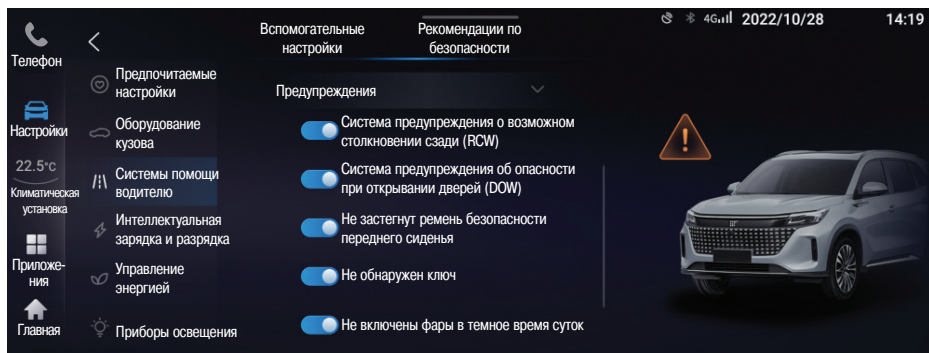 4G 2022/10/28 14:19
Телефон
Настройки
22.5°C
Климатическая
установка
Приложе-
ния
Главная
Предпочитаемые
настройки
Оборудование
кузова
Системы помощи
водителю
Интеллектуальная
зарядка и разрядка
Управление
энергией
Приборы освещения
Вспомогательные
настройки
Рекомендации по
безопасности
Предупреждения
Система предупреждения о возможном
столкновении сзади (RCW)
Система предупреждения об опасности
при открывании дверей (DOW)
Не застегнут ремень безопасности
переднего сиденья
Не обнаружен ключ
Не включены фары в темное время суток